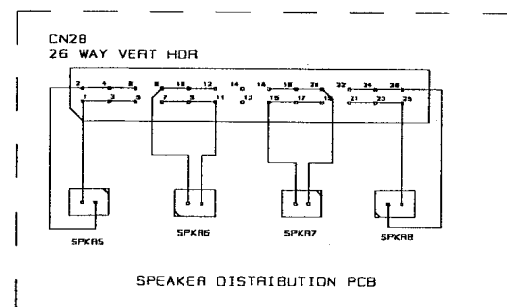 CN28
26 WAY VERT HDR
2 4 6 8 10 12 14 16 18 20 22 24 26
1 3 5 7 9 11 13 15 17 19 21 23 25
SPKR5 SPKR6 SPKR7 SPKR8
SPEAKER DISTRIBUTION PCB